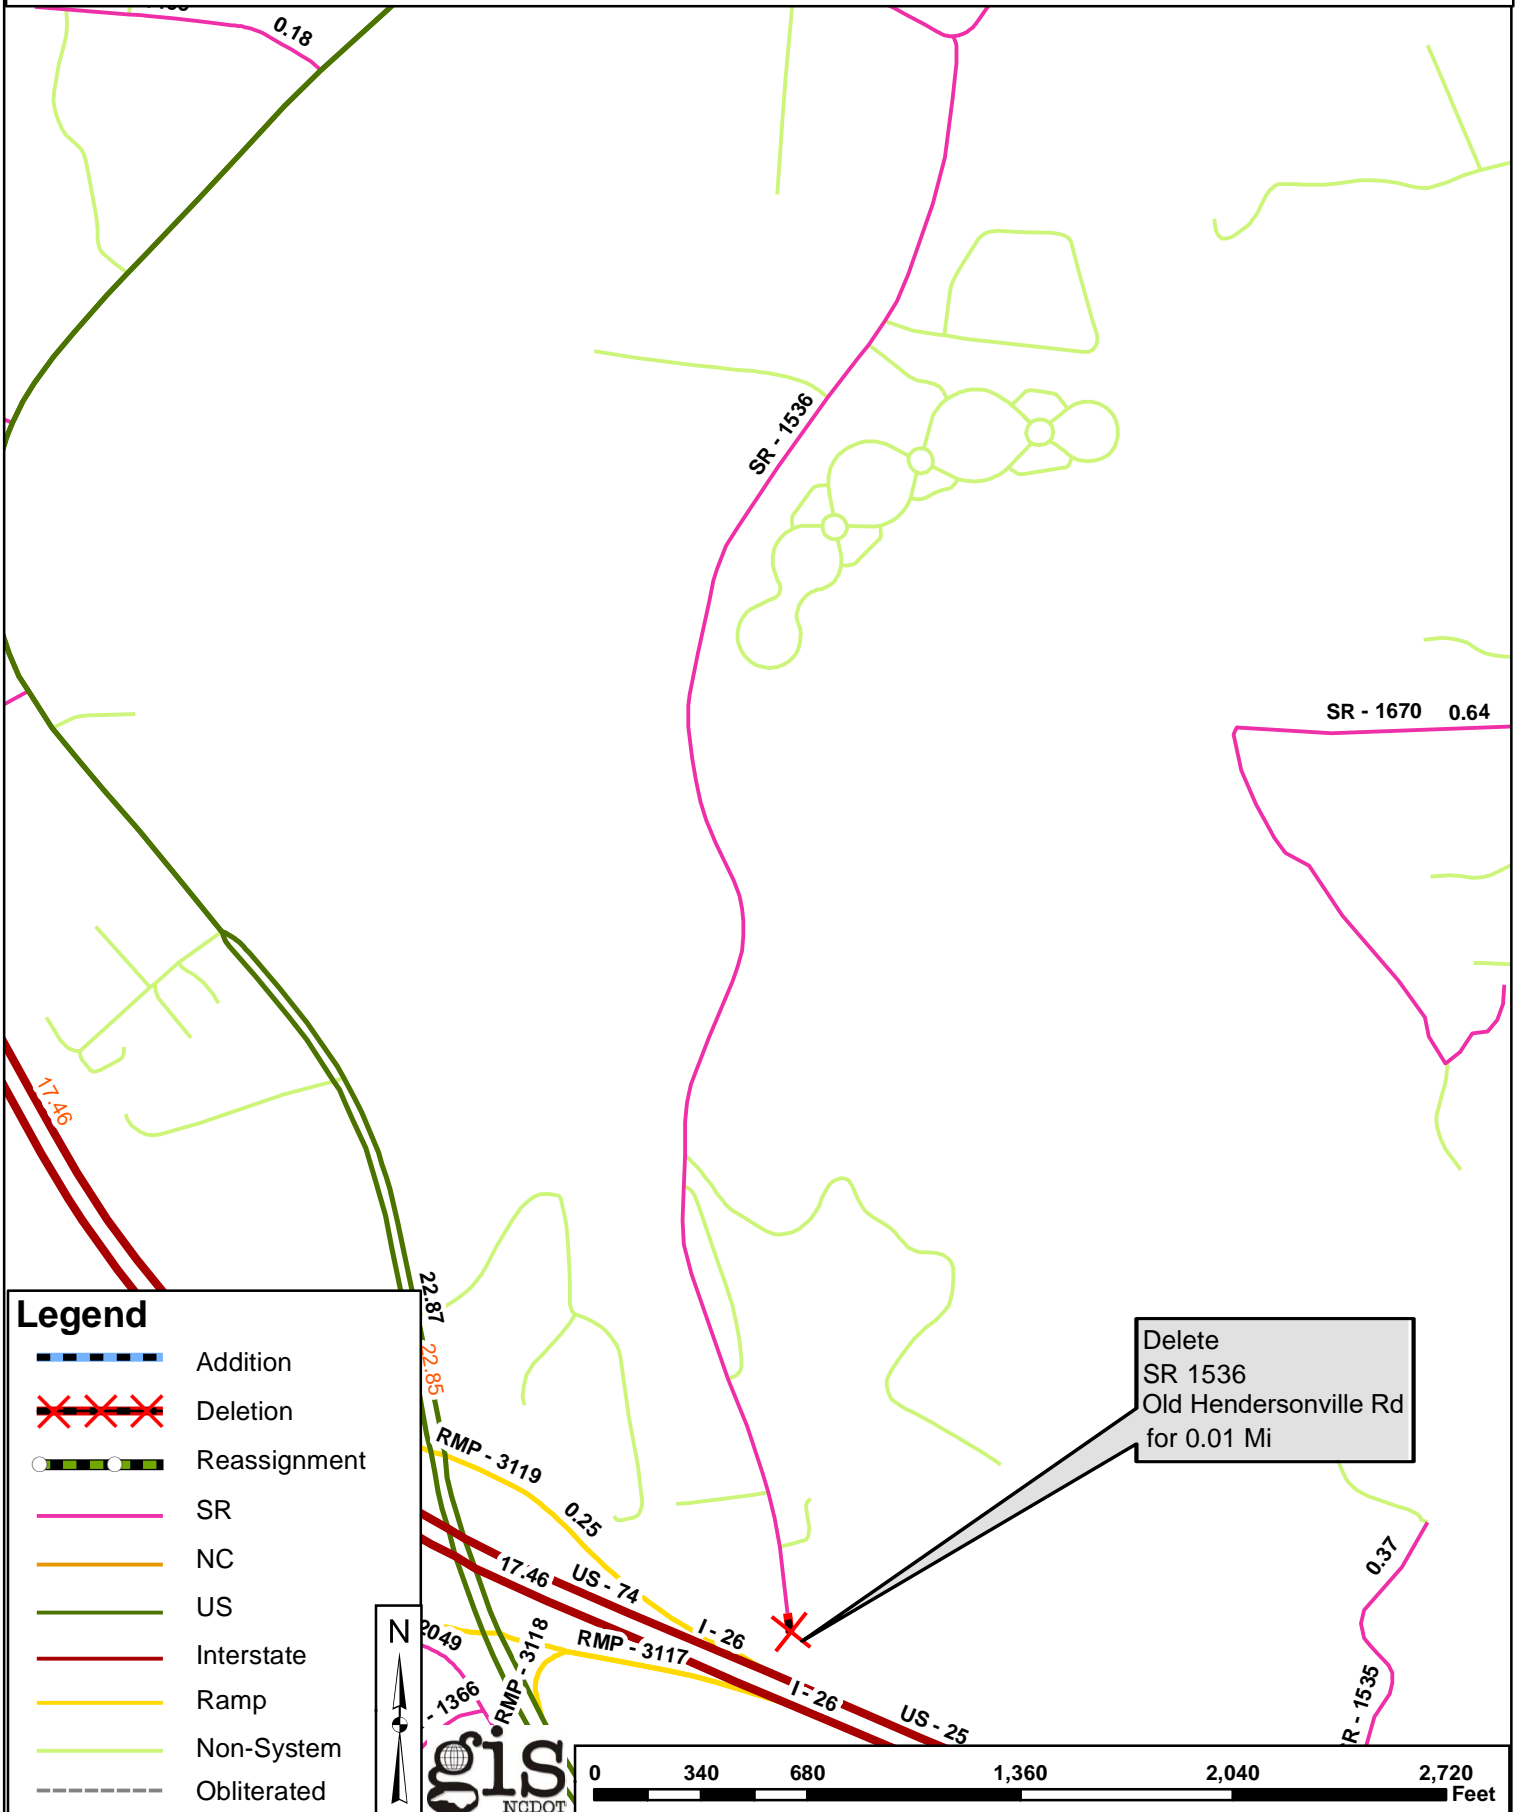 0.18
SR - 1536
SR - 1670 0.64
17.46
22.87
22.85
Legend
Addition
Deletion
Reassignment
SR
NC
US
Interstate
Ramp
Non-System
Obliterated
Delete
SR 1536
Old Hendersonville Rd
for 0.01 Mi
RMP - 3119
0.25
17.46
US - 74
I - 26
RMP - 3117
I - 26
US - 25
RMP - 3118
2049
- 1366
0.37
R - 1535
N
gis
NCDOT
0 340 680 1,360 2,040 2,720
Feet